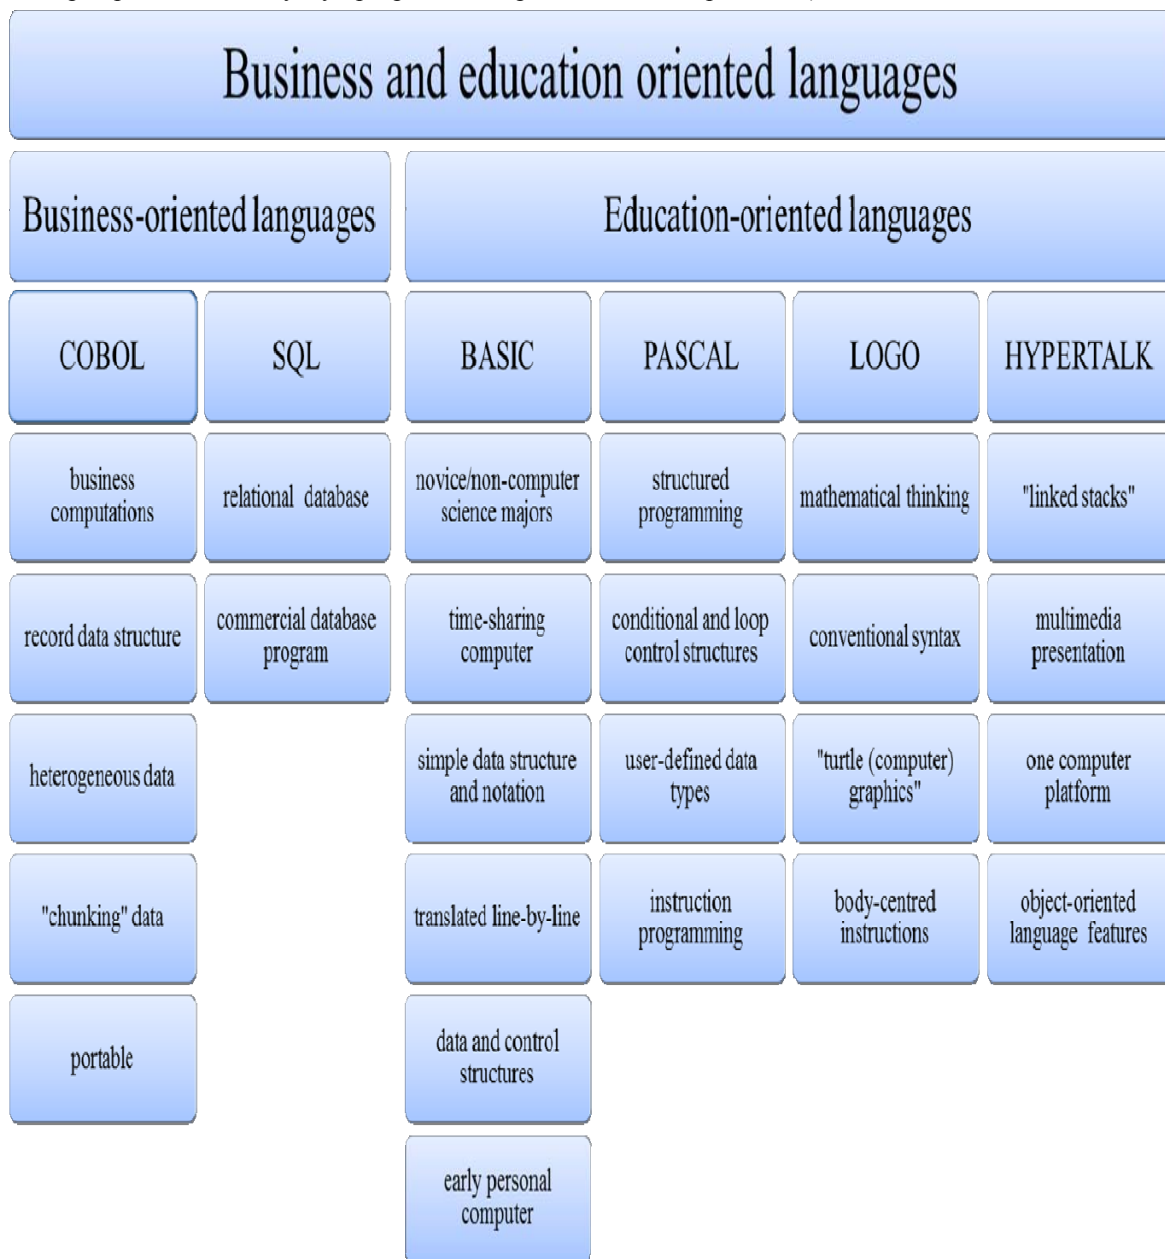 Business and education oriented languages
Business-oriented languages
Education-oriented languages
COBOL
SQL
BASIC
PASCAL
LOGO
HYPERTALK
business
computations
relational database
novice/non-computer
science majors
structured
programming
mathematical thinking
"linked stacks"
record data structure
commercial database
program
time-sharing
computer
conditional and loop
control structures
conventional syntax
multimedia
presentation
heterogeneous data
simple data structure
and notation
user-defined data
types
"turtle (computer)
graphics"
one computer
platform
"chunking" data
translated line-by-line
instruction
programming
body-centred
instructions
object-oriented
language features
portable
data and control
structures
early personal
computer